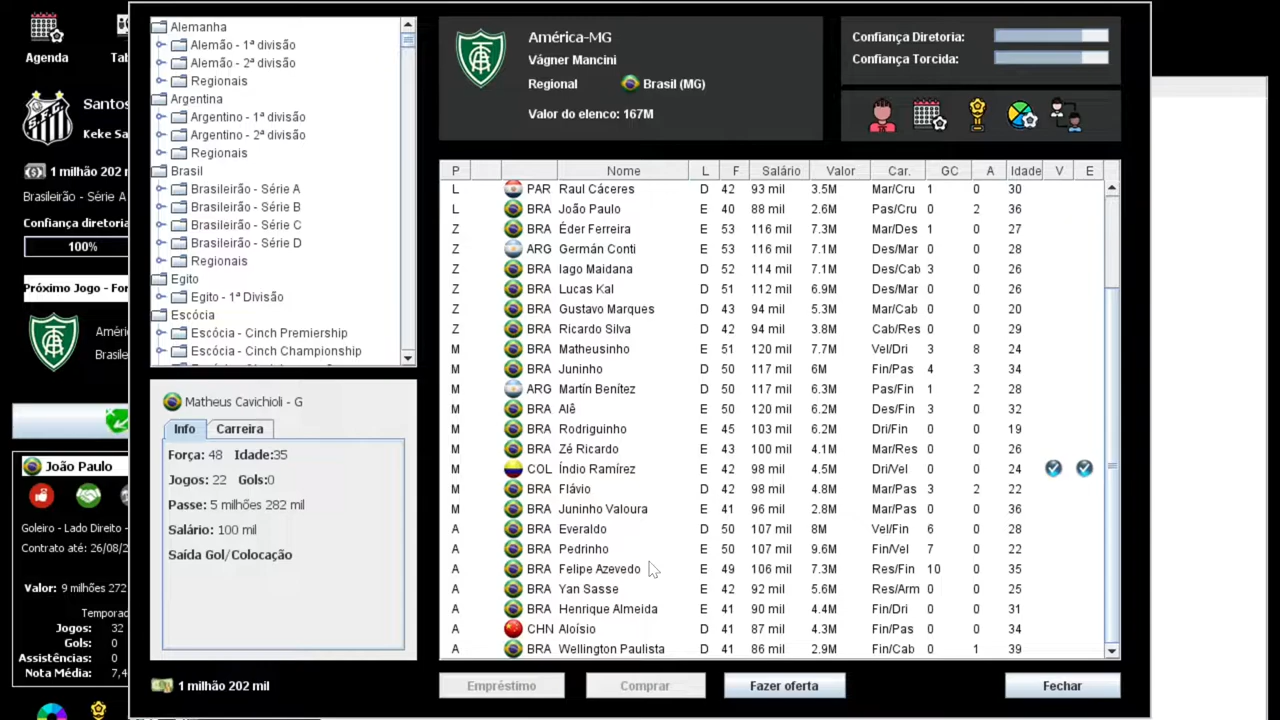 Agenda
Tab
Santos
Keke Sa
1 milhão 202 m
Brasileirão - Série A
Confiança diretoria
100%
Próximo Jogo - For
Améri
Brasile
João Paulo
Goleiro - Lado Direito -
Contrato até: 26/08/2
Valor: 9 milhões 272
Temporad
Jogos: 32
Gols: 0
Assistências: 0
Nota Média: 7,4
Alemanha
Alemão - 1ª divisão
Alemão - 2ª divisão
Regionais
Argentina
Argentino - 1ª divisão
Argentino - 2ª divisão
Regionais
Brasil
Brasileirão - Série A
Brasileirão - Série B
Brasileirão - Série C
Brasileirão - Série D
Regionais
Egito
Egito - 1ª Divisão
Escócia
Escócia - Cinch Premiership
Escócia - Cinch Championship
Matheus Cavichioli - G
Info Carreira
Força: 48 Idade:35
Jogos: 22 Gols:0
Passe: 5 milhões 282 mil
Salário: 100 mil
Saída Gol/Colocação
1 milhão 202 mil
América-MG
Vágner Mancini
Regional Brasil (MG)
Valor do elenco: 167M
Confiança Diretoria:
Confiança Torcida:
P Nome L F Salário Valor Car. GC A Idade V E
L PAR Raul Cáceres D 42 93 mil 3.5M Mar/Cru 1 0 30
L BRA João Paulo E 40 88 mil 2.6M Pas/Cru 0 2 36
Z BRA Éder Ferreira E 53 116 mil 7.3M Mar/Des 1 0 27
Z ARG Germán Conti E 53 116 mil 7.1M Des/Mar 0 0 28
Z BRA Iago Maidana D 52 114 mil 7.1M Des/Cab 3 0 26
Z BRA Lucas Kal D 51 112 mil 6.9M Des/Mar 0 0 26
Z BRA Gustavo Marques D 43 94 mil 5.3M Mar/Cab 0 0 20
Z BRA Ricardo Silva D 42 94 mil 3.8M Cab/Res 0 0 29
M BRA Matheusinho E 51 120 mil 7.7M Vel/Dri 3 8 24
M BRA Juninho D 50 117 mil 6M Mar/Pas 4 3 34
M ARG Martín Benítez D 50 117 mil 6.3M Pas/Fin 1 2 28
M BRA Alê E 50 120 mil 6.2M Des/Fin 3 0 32
M BRA Rodriguinho E 45 103 mil 6.2M Dri/Fin 0 0 19
M BRA Zé Ricardo E 43 100 mil 4.1M Mar/Res 0 0 26
M COL Índio Ramírez E 42 98 mil 4.5M Dri/Vel 0 0 24
M BRA Flávio D 42 98 mil 4.8M Mar/Pas 3 2 22
M BRA Juninho Valoura E 41 96 mil 2.8M Mar/Pas 0 0 36
A BRA Everaldo D 50 107 mil 8M Vel/Fin 6 0 28
A BRA Pedrinho E 50 107 mil 9.6M Fin/Vel 7 0 22
A BRA Felipe Azevedo E 49 106 mil 7.3M Res/Fin 10 0 35
A BRA Yan Sasse E 42 92 mil 5.6M Res/Arm 0 0 25
A BRA Henrique Almeida E 41 90 mil 4.4M Fin/Dri 0 0 31
A CHN Aloísio D 41 87 mil 4.3M Fin/Pas 0 0 34
A BRA Wellington Paulista D 41 86 mil 2.9M Fin/Cab 0 1 39
Empréstimo Comprar Fazer oferta Fechar